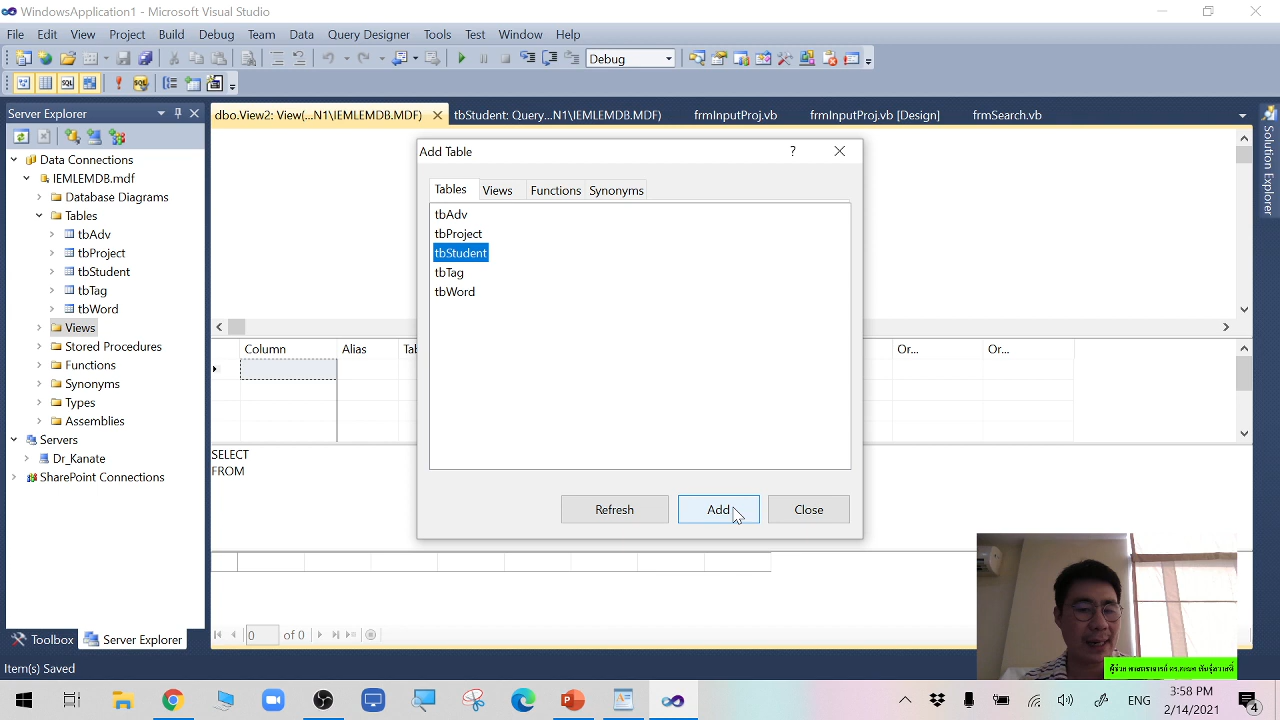 WindowsApplication1 - Microsoft Visual Studio
File Edit View Project Build Debug Team Data Query Designer Tools Test Window Help
Debug
Server Explorer
dbo.View2: View(...N1\IEMLEMDB.MDF)
tbStudent: Query...N1\IEMLEMDB.MDF)
frmInputProj.vb
frmInputProj.vb [Design]
frmSearch.vb
Solution Explorer
Data Connections
IEMLEMDB.mdf
Database Diagrams
Tables
tbAdv
tbProject
tbStudent
tbTag
tbWord
Views
Stored Procedures
Functions
Synonyms
Types
Assemblies
Servers
Dr_Kanate
SharePoint Connections
Add Table
Tables Views Functions Synonyms
tbAdv
tbProject
tbStudent
tbTag
tbWord
Refresh Add Close
Column Alias Tab Or... Or...
SELECT
FROM
0 of 0
Toolbox Server Explorer
Item(s) Saved
ENG
3:58 PM
2/14/2021
4